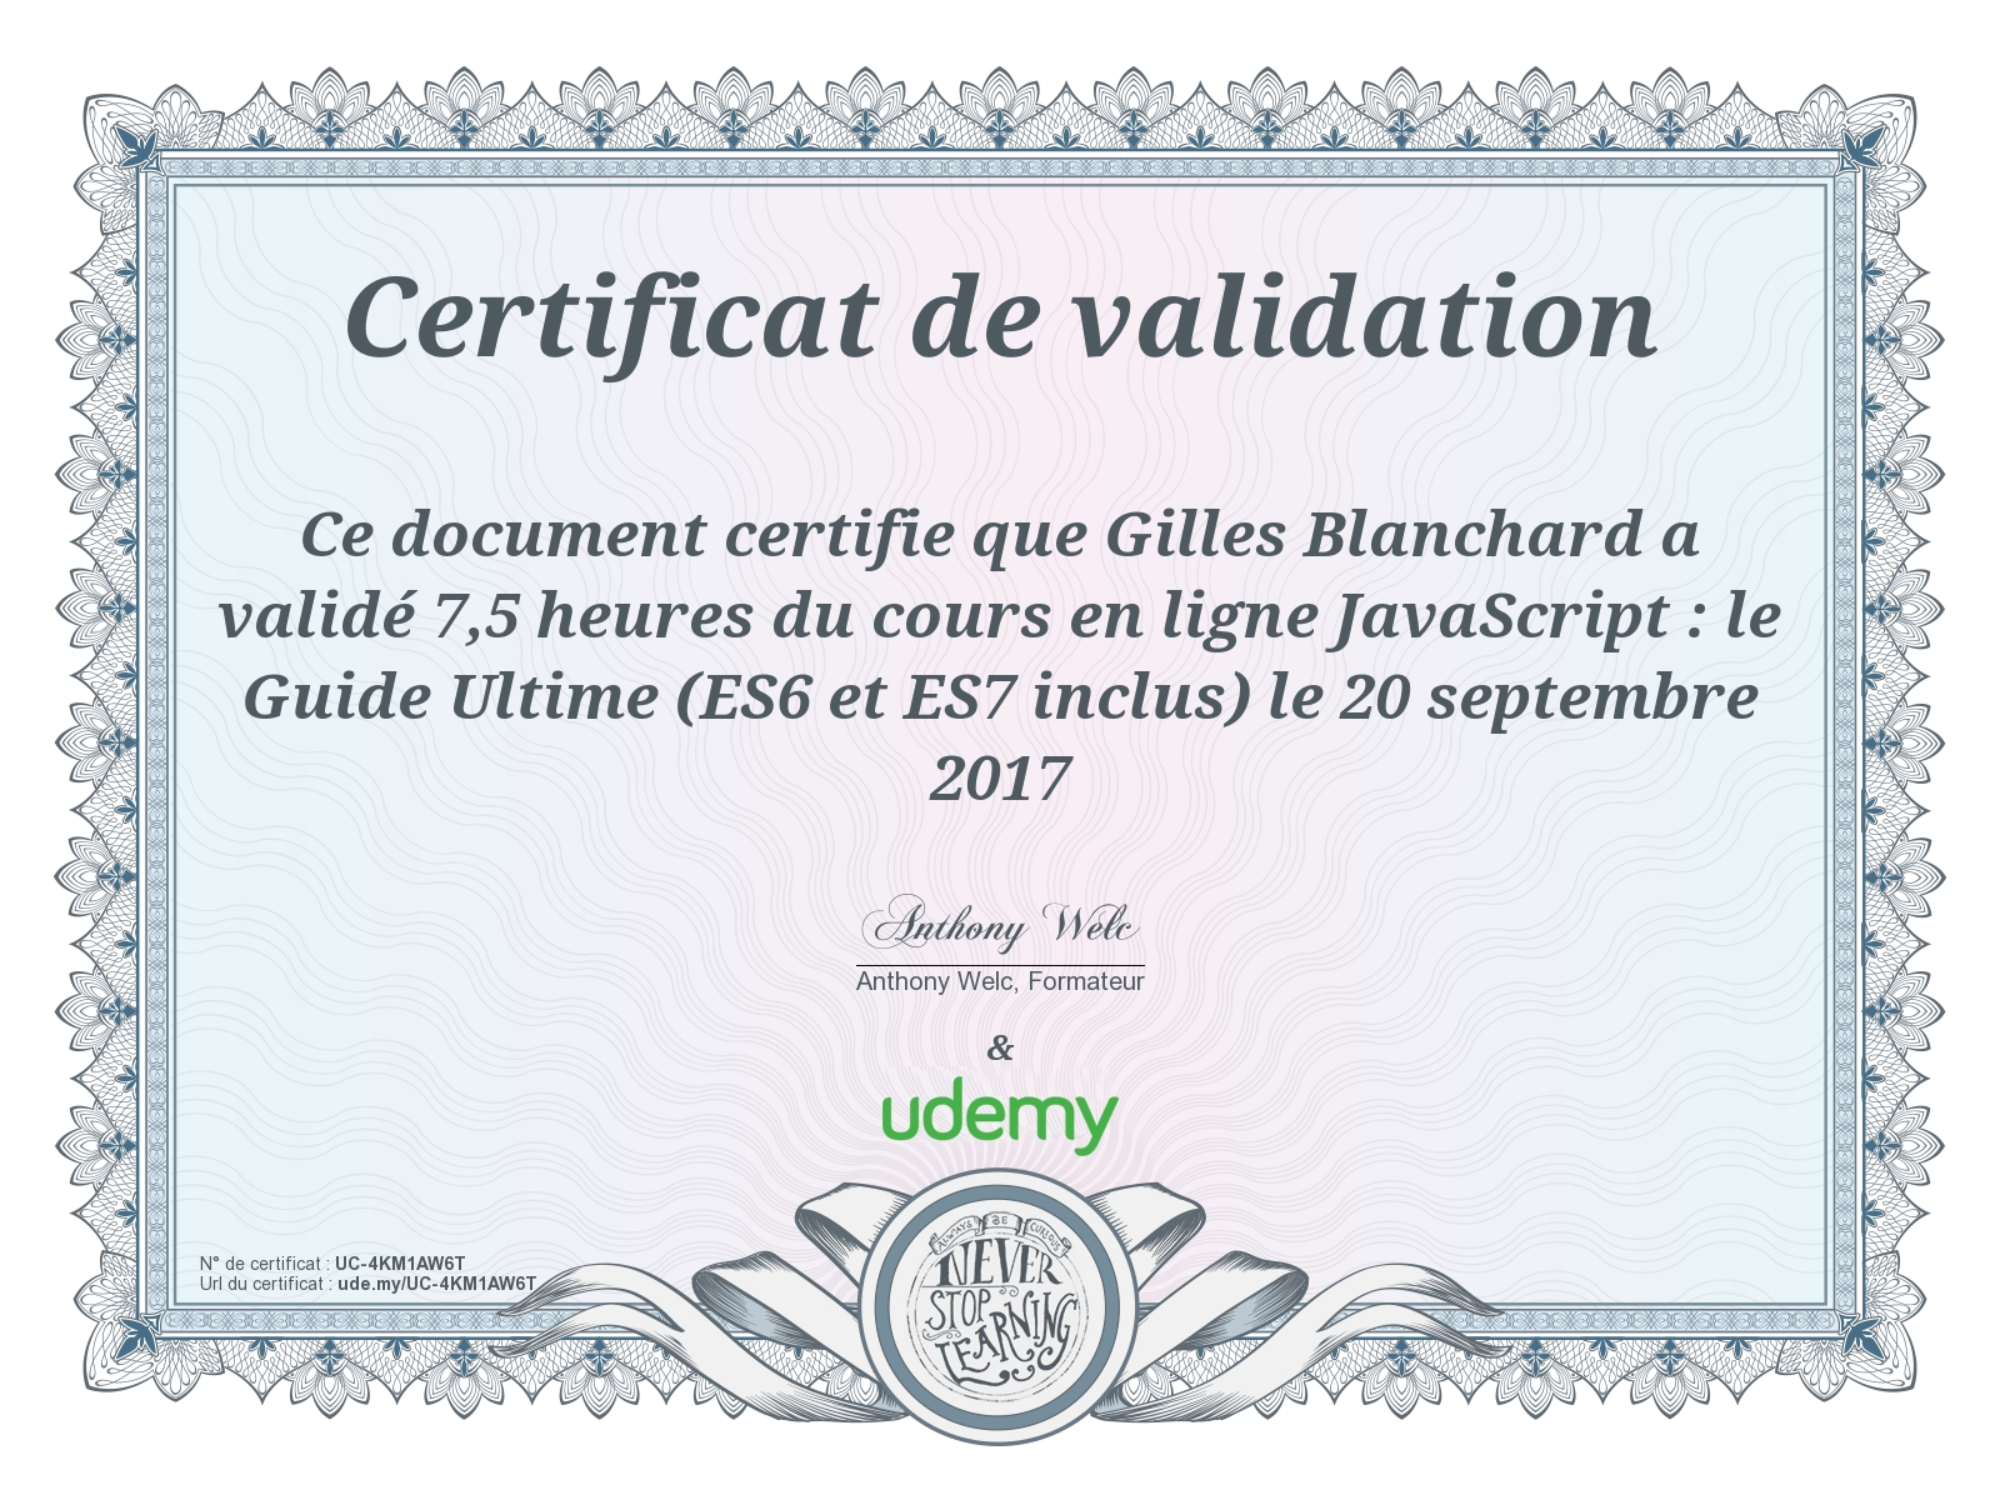 Certificat de validation
Ce document certifie que Gilles Blanchard a
validé 7,5 heures du cours en ligne JavaScript : le
Guide Ultime (ES6 et ES7 inclus) le 20 septembre
2017
Anthony Welc
Anthony Welc, Formateur
&
udemy
N° de certificat : UC-4KM1AW6T
Url du certificat : ude.my/UC-4KM1AW6T
ALWAYS BE CURIOUS
NEVER
STOP
LEARNING